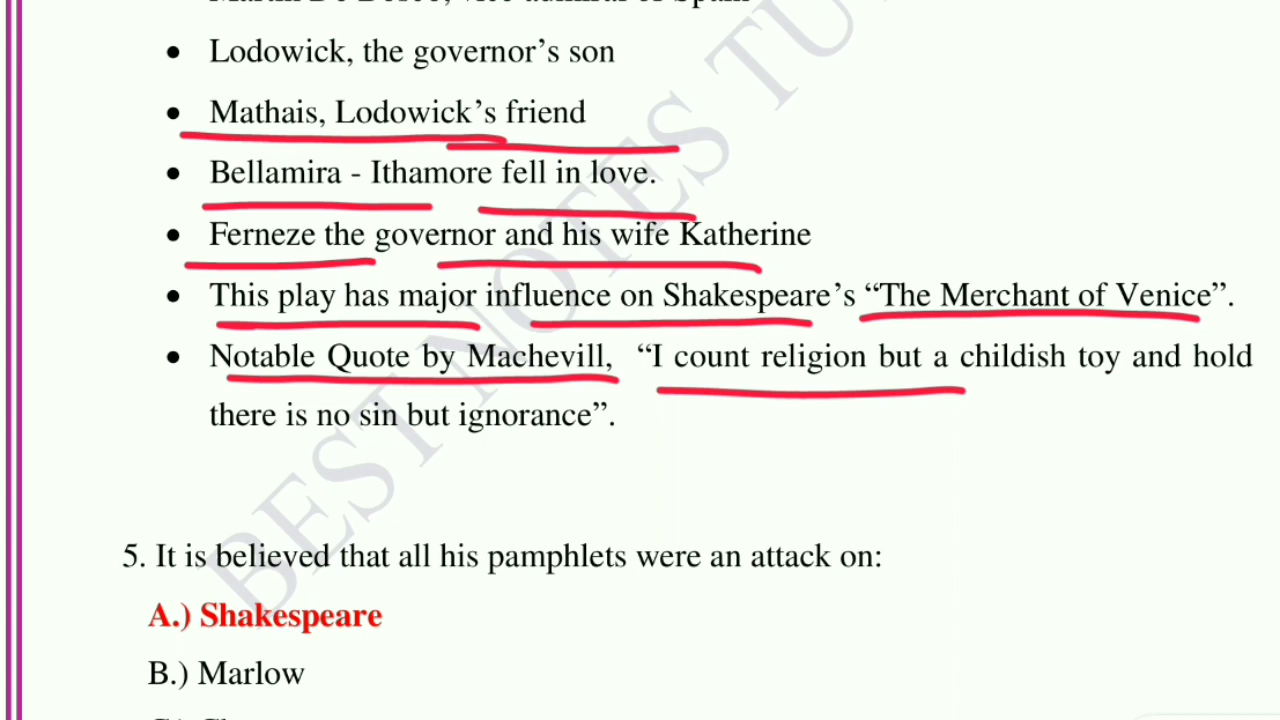 • Lodowick, the governor’s son
• Mathais, Lodowick’s friend
• Bellamira - Ithamore fell in love.
• Ferneze the governor and his wife Katherine
• This play has major influence on Shakespeare’s “The Merchant of Venice”.
• Notable Quote by Machevill, “I count religion but a childish toy and hold
there is no sin but ignorance”.
BEST NOTES TU
5. It is believed that all his pamphlets were an attack on:
A.) Shakespeare
B.) Marlow